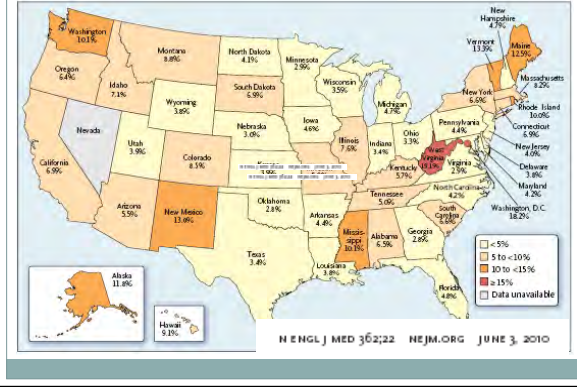 New
Hampshire
4.7%
Washington
10.1%
Vermont
13.3%
Maine
12.5%
Montana
8.8%
North Dakota
4.1%
Minnesota
2.9%
Oregon
6.4%
Idaho
7.1%
South Dakota
6.9%
Wisconsin
3.5%
Michigan
4.7%
New York
6.6%
Massachusetts
8.2%
Rhode Island
10.0%
Connecticut
6.9%
New Jersey
4.0%
Delaware
3.8%
Maryland
4.2%
Washington, D.C.
18.2%
Wyoming
3.8%
Nebraska
3.0%
Iowa
4.6%
Illinois
7.6%
Indiana
3.4%
Ohio
3.3%
Pennsylvania
4.4%
Nevada
Utah
3.9%
Colorado
8.3%
California
6.9%
West
Virginia
Virginia
2.9%
Kentucky
5.7%
North Carolina
4.2%
Tennessee
5.0%
South
Carolina
6.6%
Arizona
5.5%
New Mexico
13.0%
Oklahoma
2.8%
Arkansas
4.4%
Missis-
sippi
10.1%
Alabama
6.5%
Georgia
2.8%
Texas
3.4%
Louisiana
3.8%
Florida
4.8%
Alaska
11.8%
Hawaii
9.1%
<5%
5 to <10%
10 to <15%
≥15%
Data unavailable
N ENGL J MED 362;22 NEJM.ORG JUNE 3, 2010